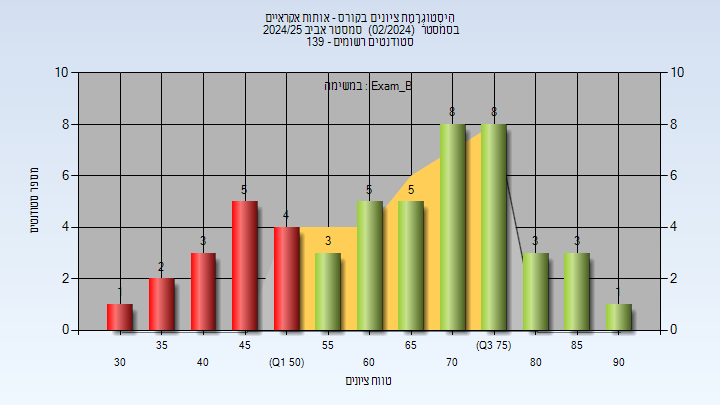 היסטוגרמת ציונים בקורס - אותות אקראיים
בסמסטר (02/2024) סמסטר אביב 2024/25
סטודנטים רשומים - 139
במשימה : Exam_B
מספר סטודנטים
10 10
8 8
6 6
4 4
2 2
0 0
1 2 3 5 4 3 5 5 8 8 3 3 1
35 45 55 65 (Q3 75) 85
30 40 (Q1 50) 60 70 80 90
טווח ציונים